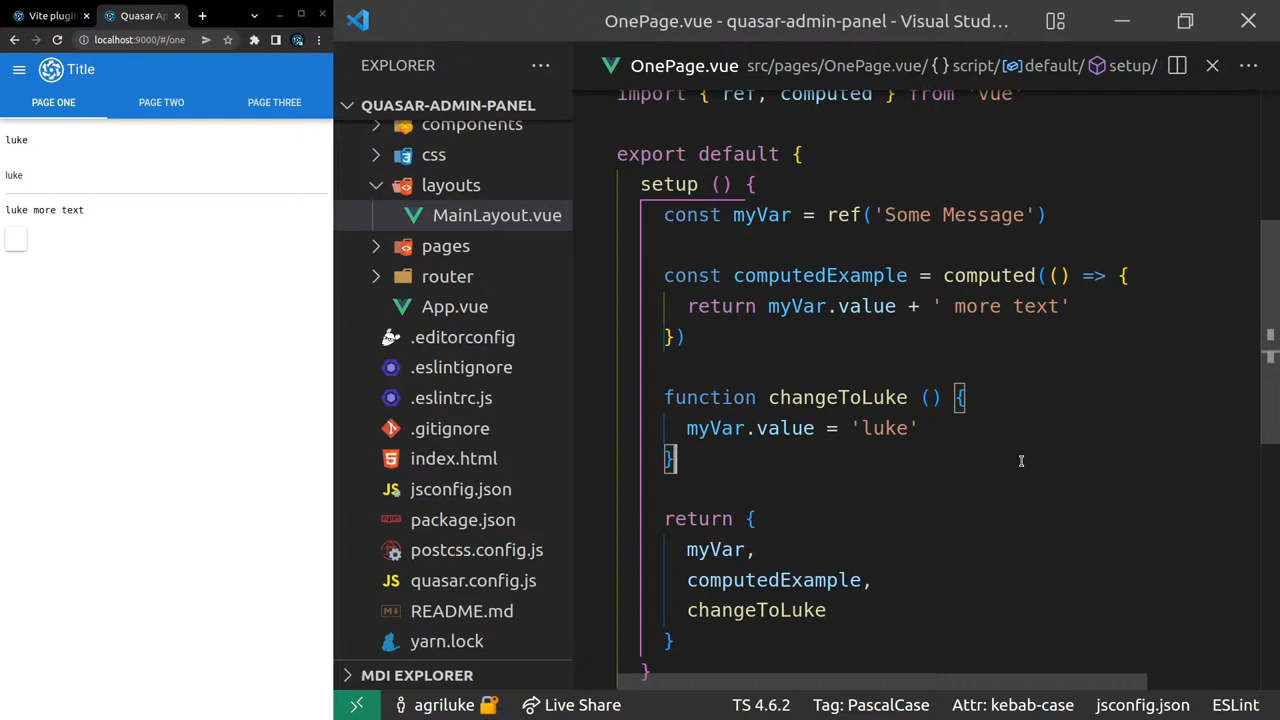 Vite plugin
Quasar Ap
localhost:9000/#/one
Title
PAGE ONE
PAGE TWO
PAGE THREE
luke
luke
luke more text
OnePage.vue - quasar-admin-panel - Visual Stud...
EXPLORER
QUASAR-ADMIN-PANEL
components
css
layouts
MainLayout.vue
pages
router
App.vue
.editorconfig
.eslintignore
.eslintrc.js
.gitignore
index.html
jsconfig.json
package.json
postcss.config.js
quasar.config.js
README.md
yarn.lock
MDI EXPLORER
OnePage.vue src/pages/OnePage.vue/ {} script/ default/ setup/
import { ref, computed } from 'vue'
export default {
setup () {
const myVar = ref('Some Message')
const computedExample = computed(() => {
return myVar.value + ' more text'
})
function changeToLuke () {
myVar.value = 'luke'
}
return {
myVar,
computedExample,
changeToLuke
}
}
agriluke
Live Share
TS 4.6.2
Tag: PascalCase
Attr: kebab-case
jsconfig.json
ESLint